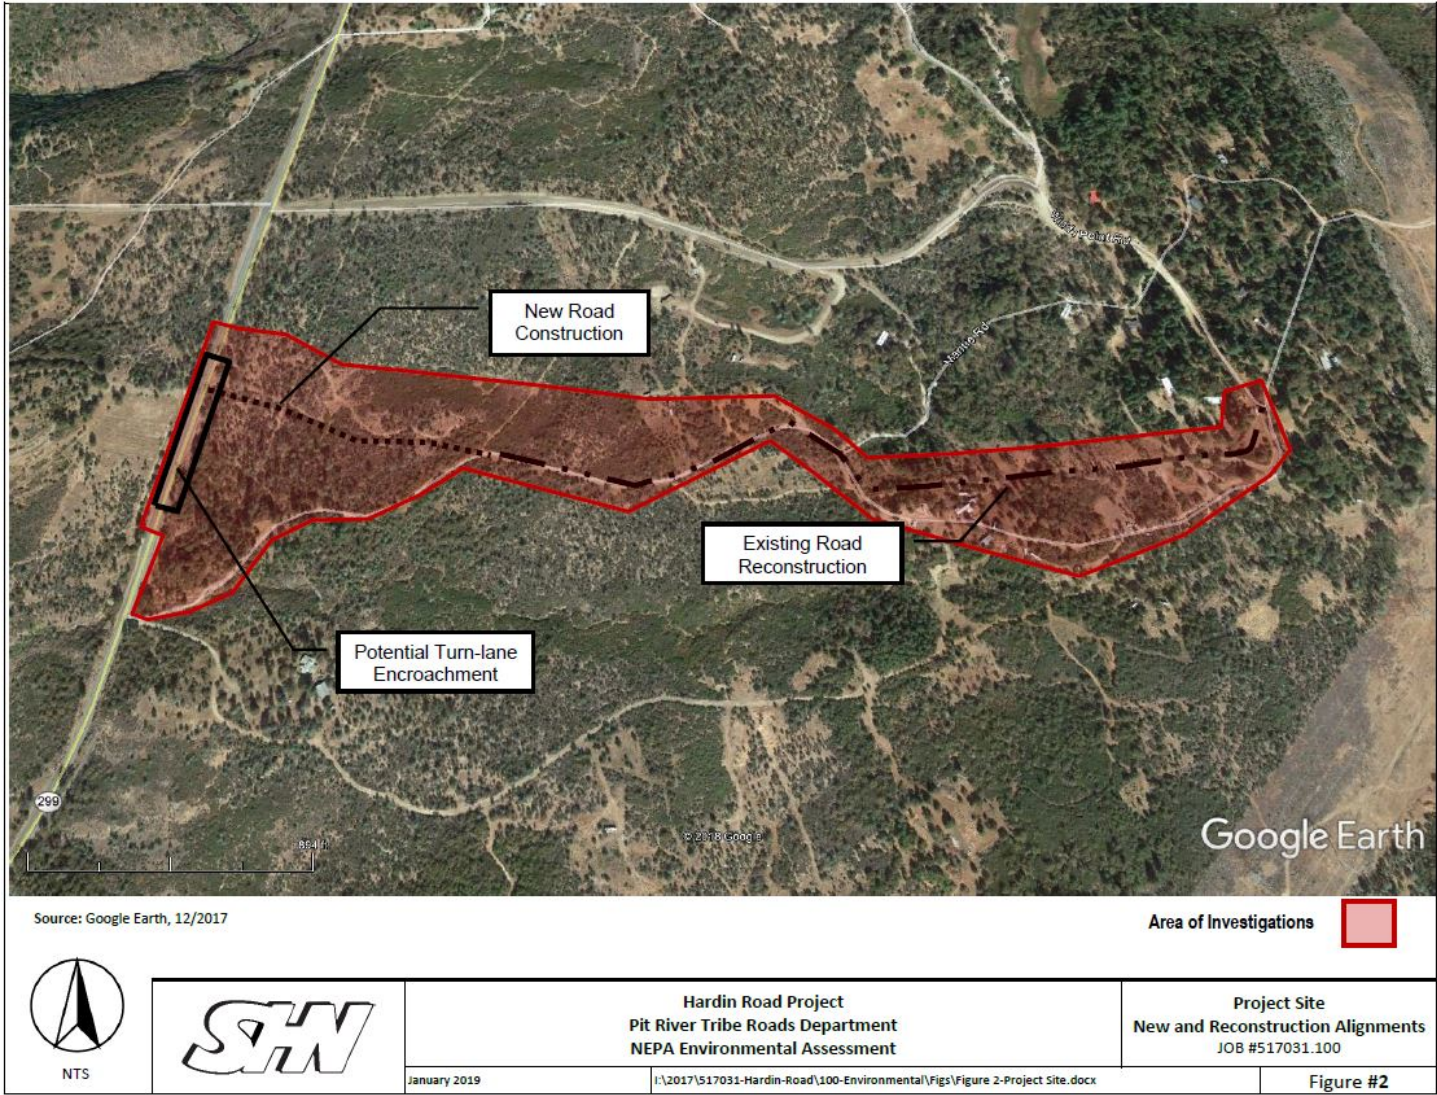 New Road
Construction
Mantle Rd
Existing Road
Reconstruction
Potential Turn-lane
Encroachment
299
© 2018 Google
Google Earth
Source: Google Earth, 12/2017
Area of Investigations
NTS
SHN
Hardin Road Project
Pit River Tribe Roads Department
NEPA Environmental Assessment
Project Site
New and Reconstruction Alignments
JOB #517031.100
January 2019
I:\2017\517031-Hardin-Road\100-Environmental\Figs\Figure 2-Project Site.docx
Figure #2